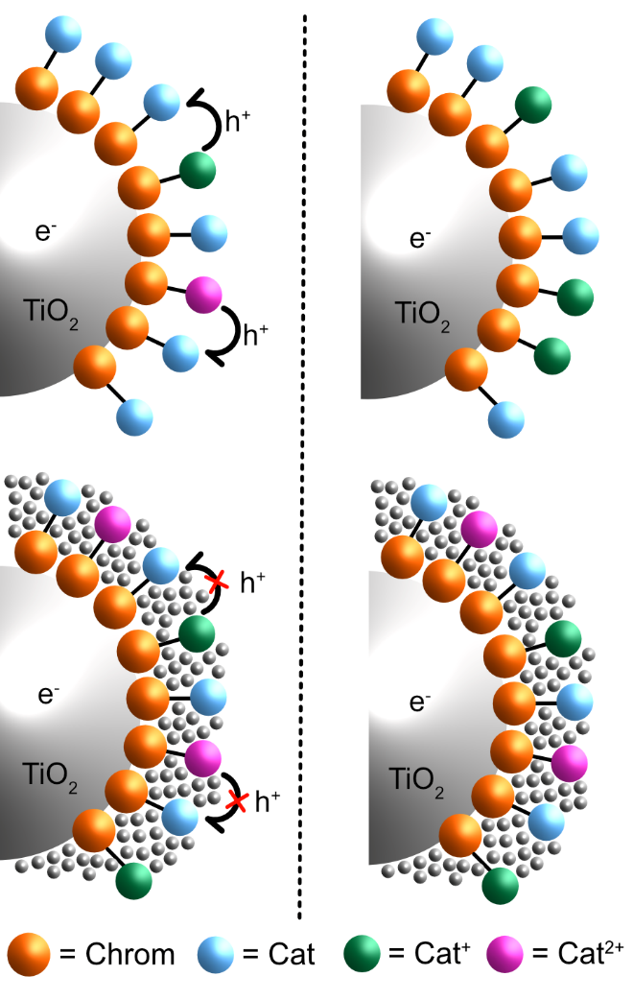 h⁺
e⁻
e⁻
TiO₂
TiO₂
h⁺
h⁺
e⁻
e⁻
TiO₂
TiO₂
h⁺
= Chrom = Cat = Cat⁺ = Cat²⁺